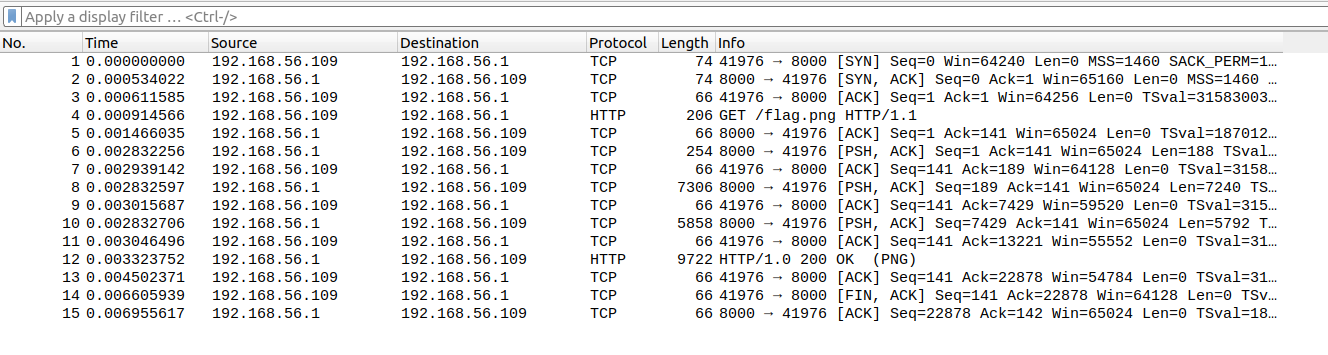 Apply a display filter … <Ctrl-/>
No. Time Source Destination Protocol Length Info
1 0.000000000 192.168.56.109 192.168.56.1 TCP 74 41976 → 8000 [SYN] Seq=0 Win=64240 Len=0 MSS=1460 SACK_PERM=1…
2 0.000534022 192.168.56.1 192.168.56.109 TCP 74 8000 → 41976 [SYN, ACK] Seq=0 Ack=1 Win=65160 Len=0 MSS=1460 …
3 0.000611585 192.168.56.109 192.168.56.1 TCP 66 41976 → 8000 [ACK] Seq=1 Ack=1 Win=64256 Len=0 TSval=31583003…
4 0.000914566 192.168.56.109 192.168.56.1 HTTP 206 GET /flag.png HTTP/1.1
5 0.001466035 192.168.56.1 192.168.56.109 TCP 66 8000 → 41976 [ACK] Seq=1 Ack=141 Win=65024 Len=0 TSval=187012…
6 0.002832256 192.168.56.1 192.168.56.109 TCP 254 8000 → 41976 [PSH, ACK] Seq=1 Ack=141 Win=65024 Len=188 TSval…
7 0.002939142 192.168.56.109 192.168.56.1 TCP 66 41976 → 8000 [ACK] Seq=141 Ack=189 Win=64128 Len=0 TSval=3158…
8 0.002832597 192.168.56.1 192.168.56.109 TCP 7306 8000 → 41976 [PSH, ACK] Seq=189 Ack=141 Win=65024 Len=7240 TS…
9 0.003015687 192.168.56.109 192.168.56.1 TCP 66 41976 → 8000 [ACK] Seq=141 Ack=7429 Win=59520 Len=0 TSval=315…
10 0.002832706 192.168.56.1 192.168.56.109 TCP 5858 8000 → 41976 [PSH, ACK] Seq=7429 Ack=141 Win=65024 Len=5792 T…
11 0.003046496 192.168.56.109 192.168.56.1 TCP 66 41976 → 8000 [ACK] Seq=141 Ack=13221 Win=55552 Len=0 TSval=31…
12 0.003323752 192.168.56.1 192.168.56.109 HTTP 9722 HTTP/1.0 200 OK (PNG)
13 0.004502371 192.168.56.109 192.168.56.1 TCP 66 41976 → 8000 [ACK] Seq=141 Ack=22878 Win=54784 Len=0 TSval=31…
14 0.006605939 192.168.56.109 192.168.56.1 TCP 66 41976 → 8000 [FIN, ACK] Seq=141 Ack=22878 Win=64128 Len=0 TSv…
15 0.006955617 192.168.56.1 192.168.56.109 TCP 66 8000 → 41976 [ACK] Seq=22878 Ack=142 Win=65024 Len=0 TSval=18…